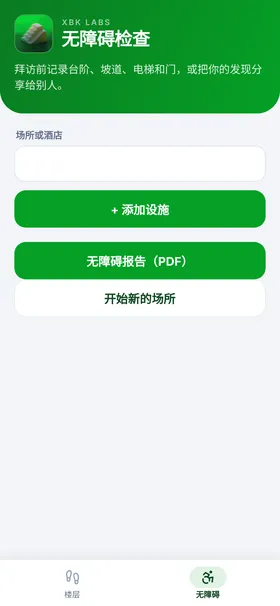 XBK LABS
无障碍检查
拜访前记录台阶、坡道、电梯和门，或把你的发现分
享给别人。
场所或酒店
+ 添加设施
无障碍报告（PDF）
开始新的场所
楼层
无障碍